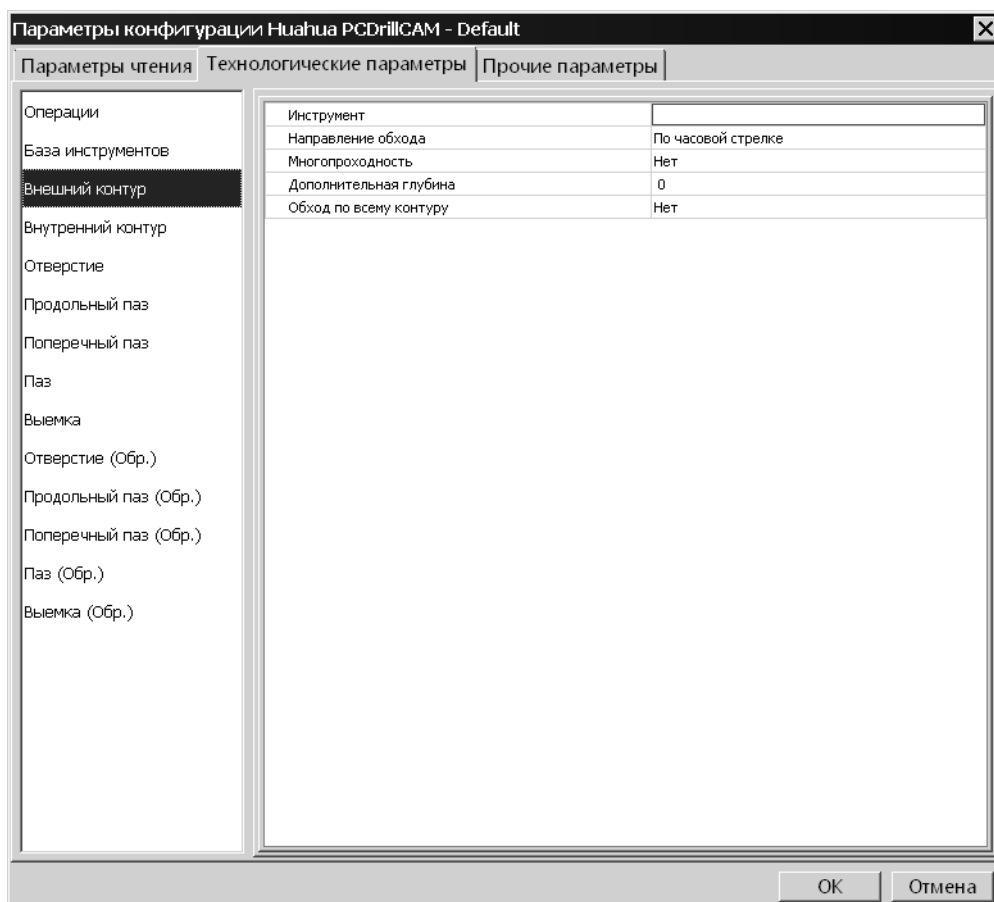 Параметры конфигурации Huahua PCDrillCAM - Default
Параметры чтения Технологические параметры Прочие параметры
Операции
База инструментов
Внешний контур
Внутренний контур
Отверстие
Продольный паз
Поперечный паз
Паз
Выемка
Отверстие (Обр.)
Продольный паз (Обр.)
Поперечный паз (Обр.)
Паз (Обр.)
Выемка (Обр.)
Инструмент
Направление обхода По часовой стрелке
Многопроходность Нет
Дополнительная глубина 0
Обход по всему контуру Нет
OK Отмена